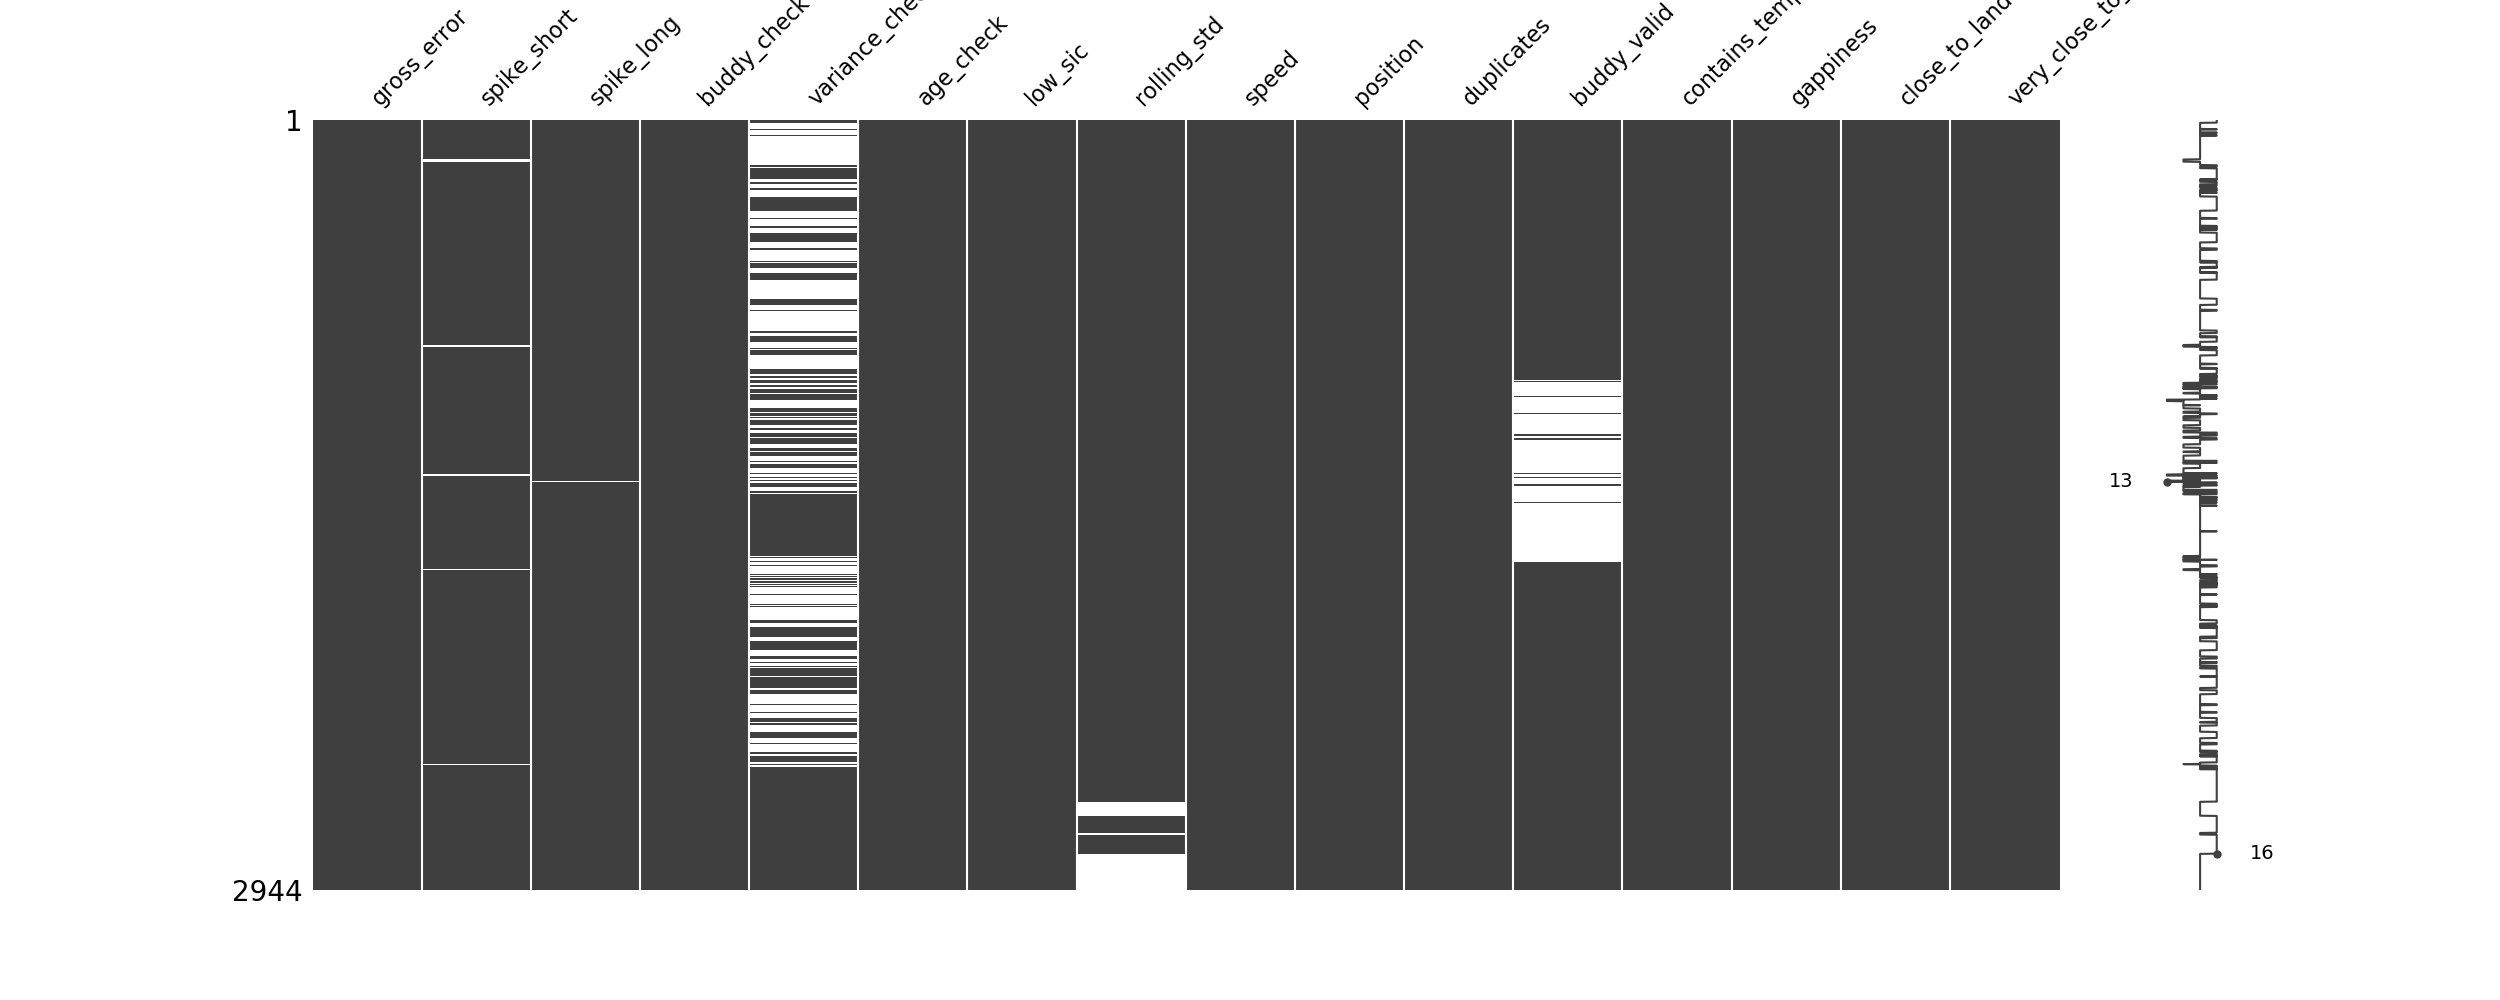 gross_error
spike_short
spike_long
buddy_check
variance_che
age_check
low_sic
rolling_std
speed
position
duplicates
buddy_valid
contains_temp
gappiness
close_to_land
very_close_to_
1
13
16
2944